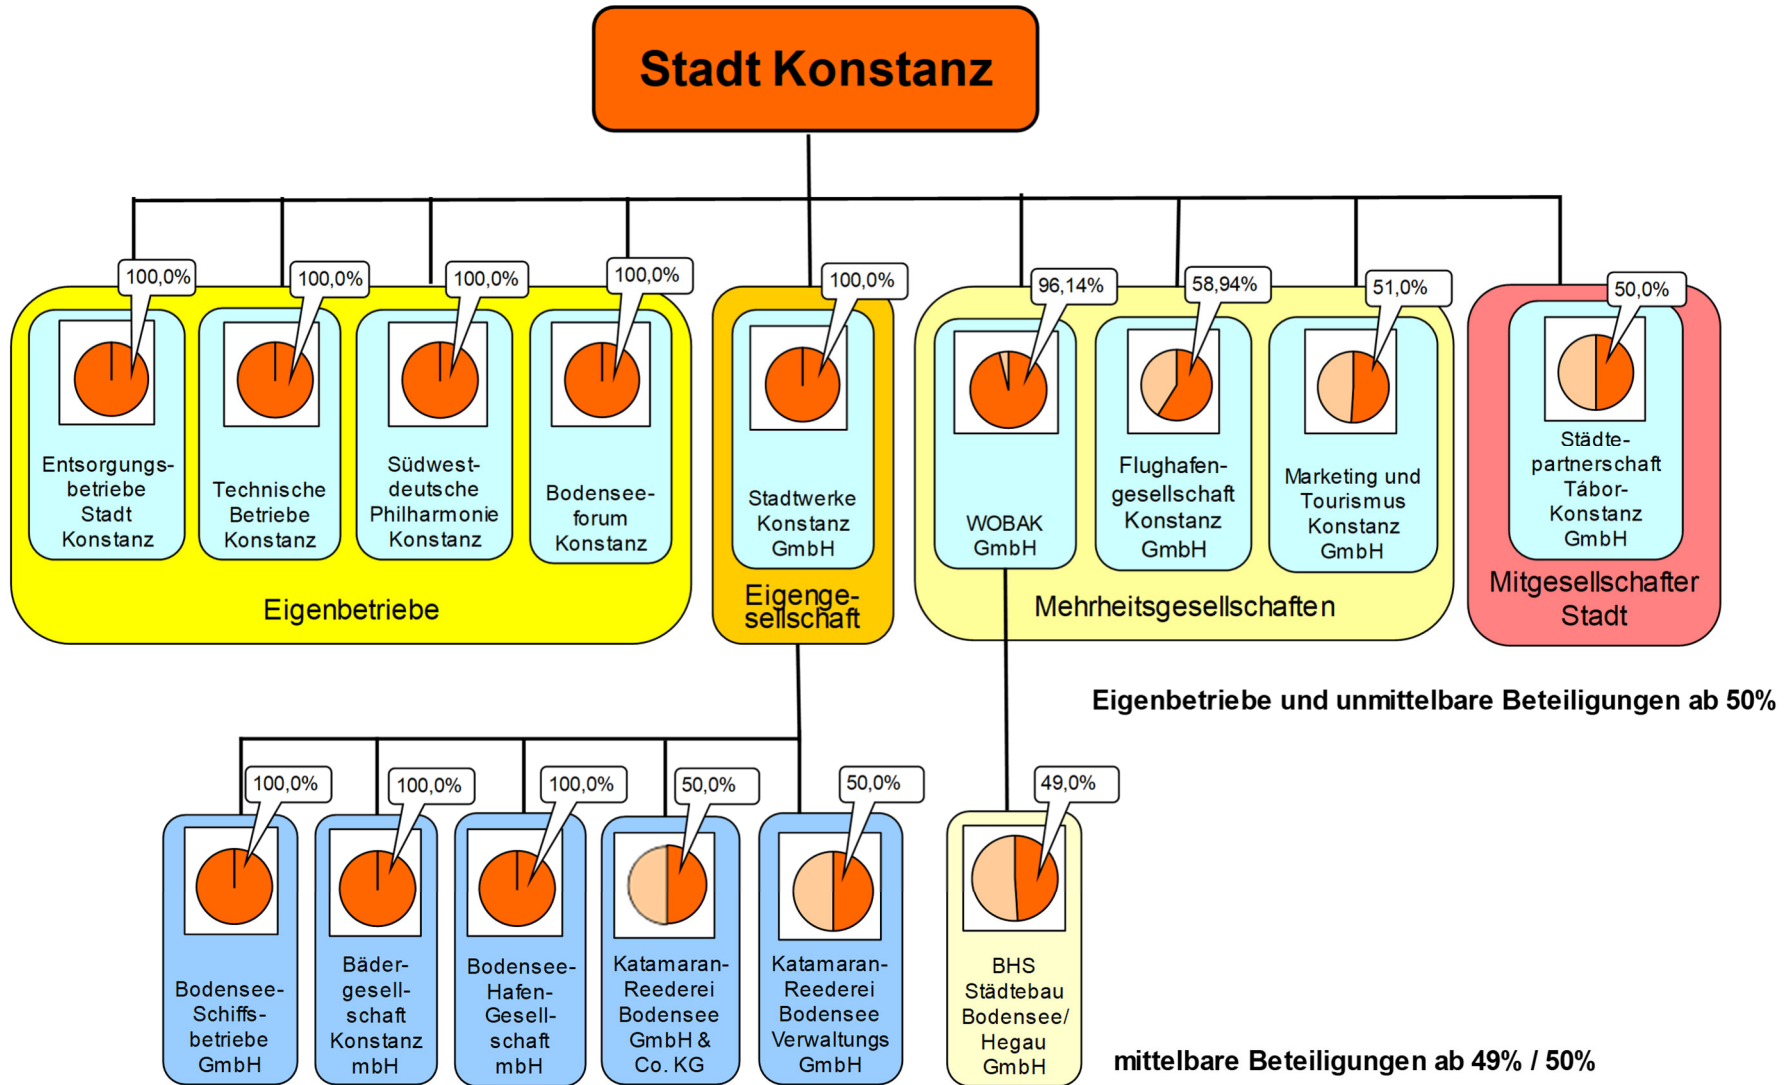 Stadt Konstanz
100,0%
100,0%
100,0%
100,0%
100,0%
96,14%
58,94%
51,0%
50,0%
Entsorgungs-
betriebe
Stadt
Konstanz
Technische
Betriebe
Konstanz
Südwest-
deutsche
Philharmonie
Konstanz
Bodensee-
forum
Konstanz
Stadtwerke
Konstanz
GmbH
WOBAK
GmbH
Flughafen-
gesellschaft
Konstanz
GmbH
Marketing und
Tourismus
Konstanz
GmbH
Städte-
partnerschaft
Tábor-
Konstanz
GmbH
Eigenbetriebe
Eigenge-
sellschaft
Mehrheitsgesellschaften
Mitgesellschafter
Stadt
Eigenbetriebe und unmittelbare Beteiligungen ab 50%
100,0%
100,0%
100,0%
50,0%
50,0%
49,0%
Bodensee-
Schiffs-
betriebe
GmbH
Bäder-
gesell-
schaft
Konstanz
mbH
Bodensee-
Hafen-
Gesell-
schaft
mbH
Katamaran-
Reederei
Bodensee
GmbH &
Co. KG
Katamaran-
Reederei
Bodensee
Verwaltungs
GmbH
BHS
Städtebau
Bodensee/
Hegau
GmbH
mittelbare Beteiligungen ab 49% / 50%